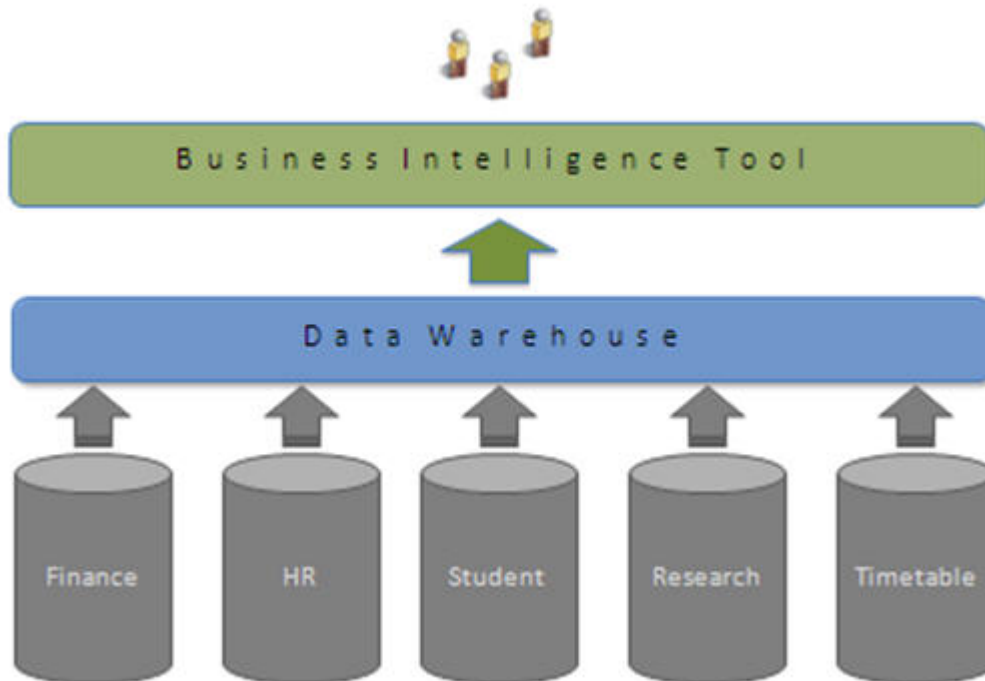 Business Intelligence Tool
Data Warehouse
Finance HR Student Research Timetable